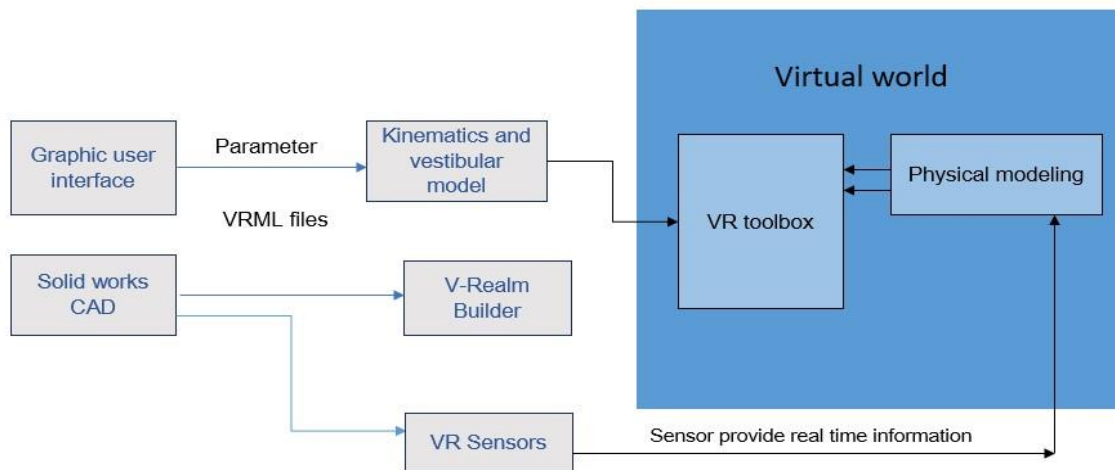 Virtual world
Graphic user
interface
Parameter
Kinematics and
vestibular
model
VR toolbox
Physical modeling
VRML files
Solid works
CAD
V-Realm
Builder
VR Sensors
Sensor provide real time information